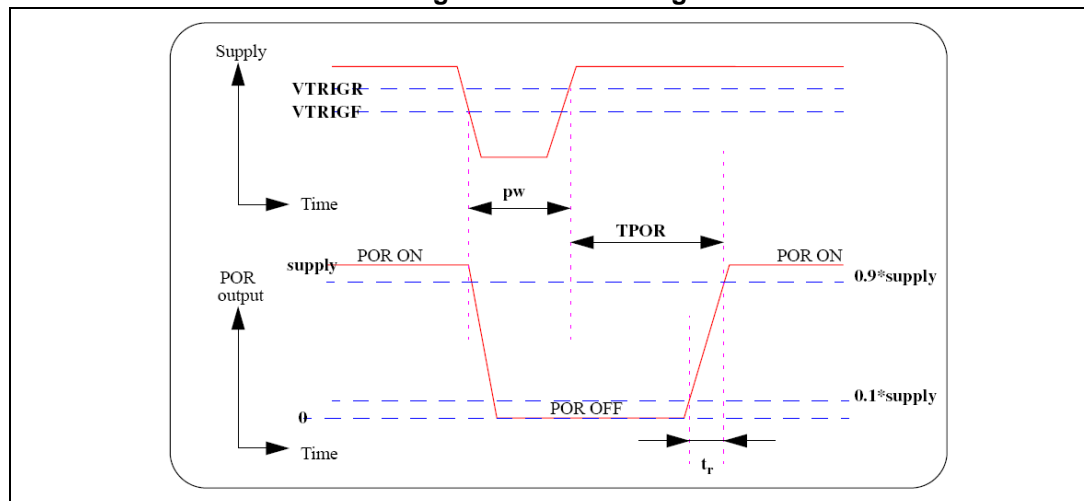 Supply
VTRIGR
VTRIGF
Time
pw
TPOR
POR ON
POR ON
supply
0.9*supply
POR
output
0.1*supply
POR OFF
0
Time
tr